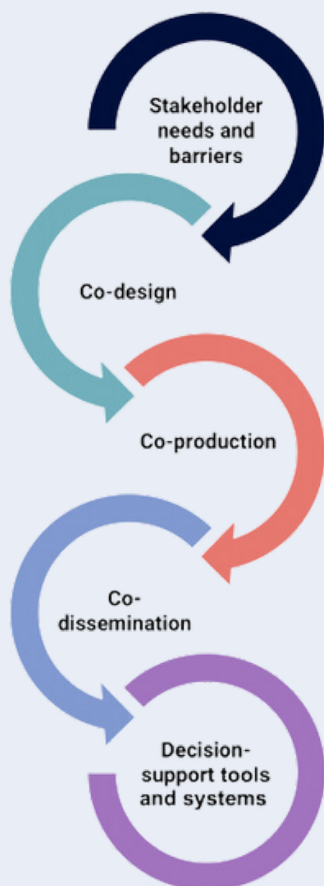 Stakeholder
needs and
barriers
Co-design
Co-production
Co-
dissemination
Decision-
support tools
and systems